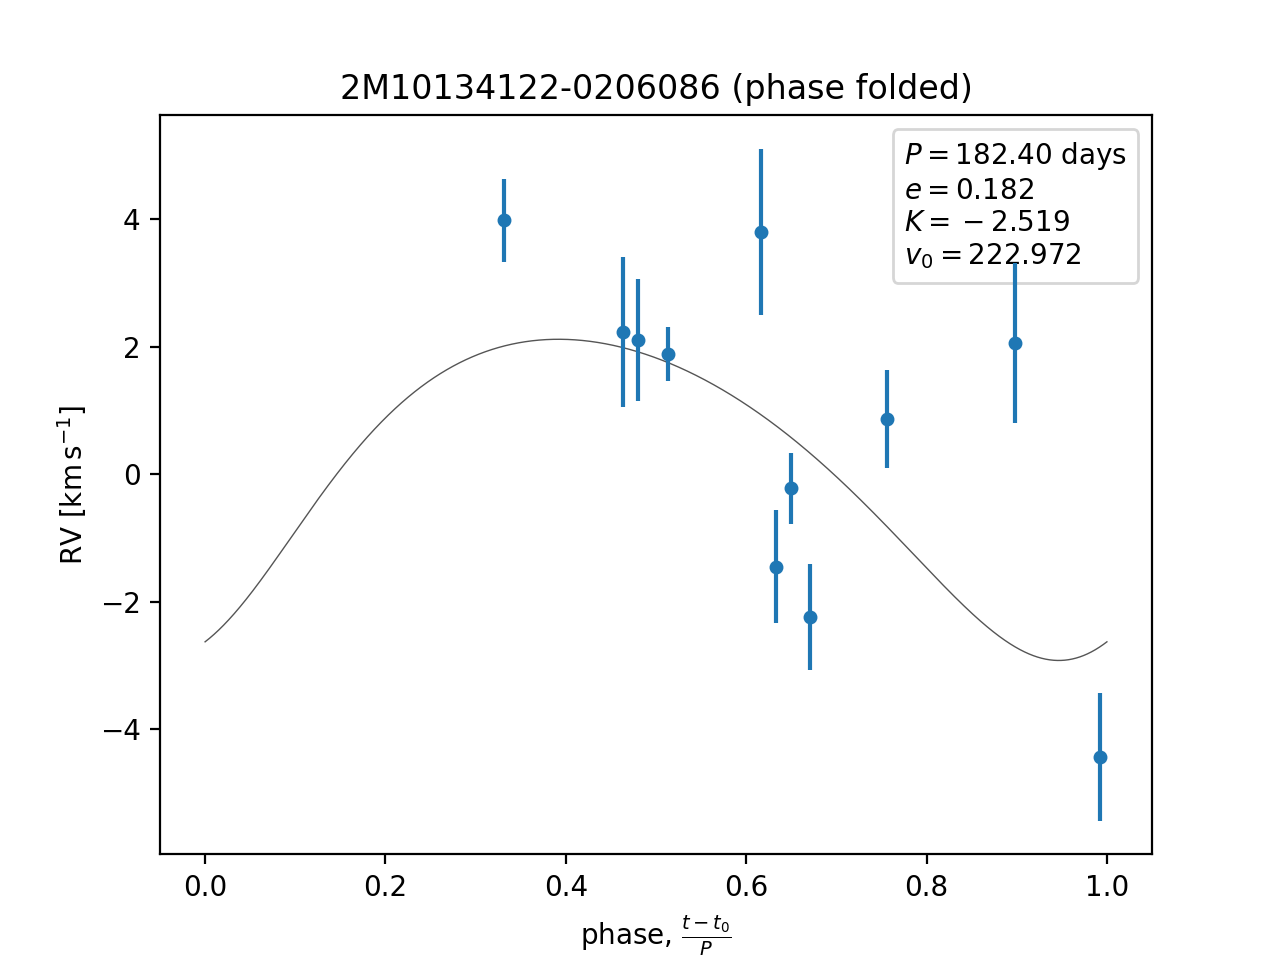 2M10134122-0206086 (phase folded)
P = 182.40 days
e = 0.182
K = −2.519
v₀ = 222.972
RV [km s⁻¹]
4
2
0
−2
−4
0.0 0.2 0.4 0.6 0.8 1.0
phase, (t − t₀)/P